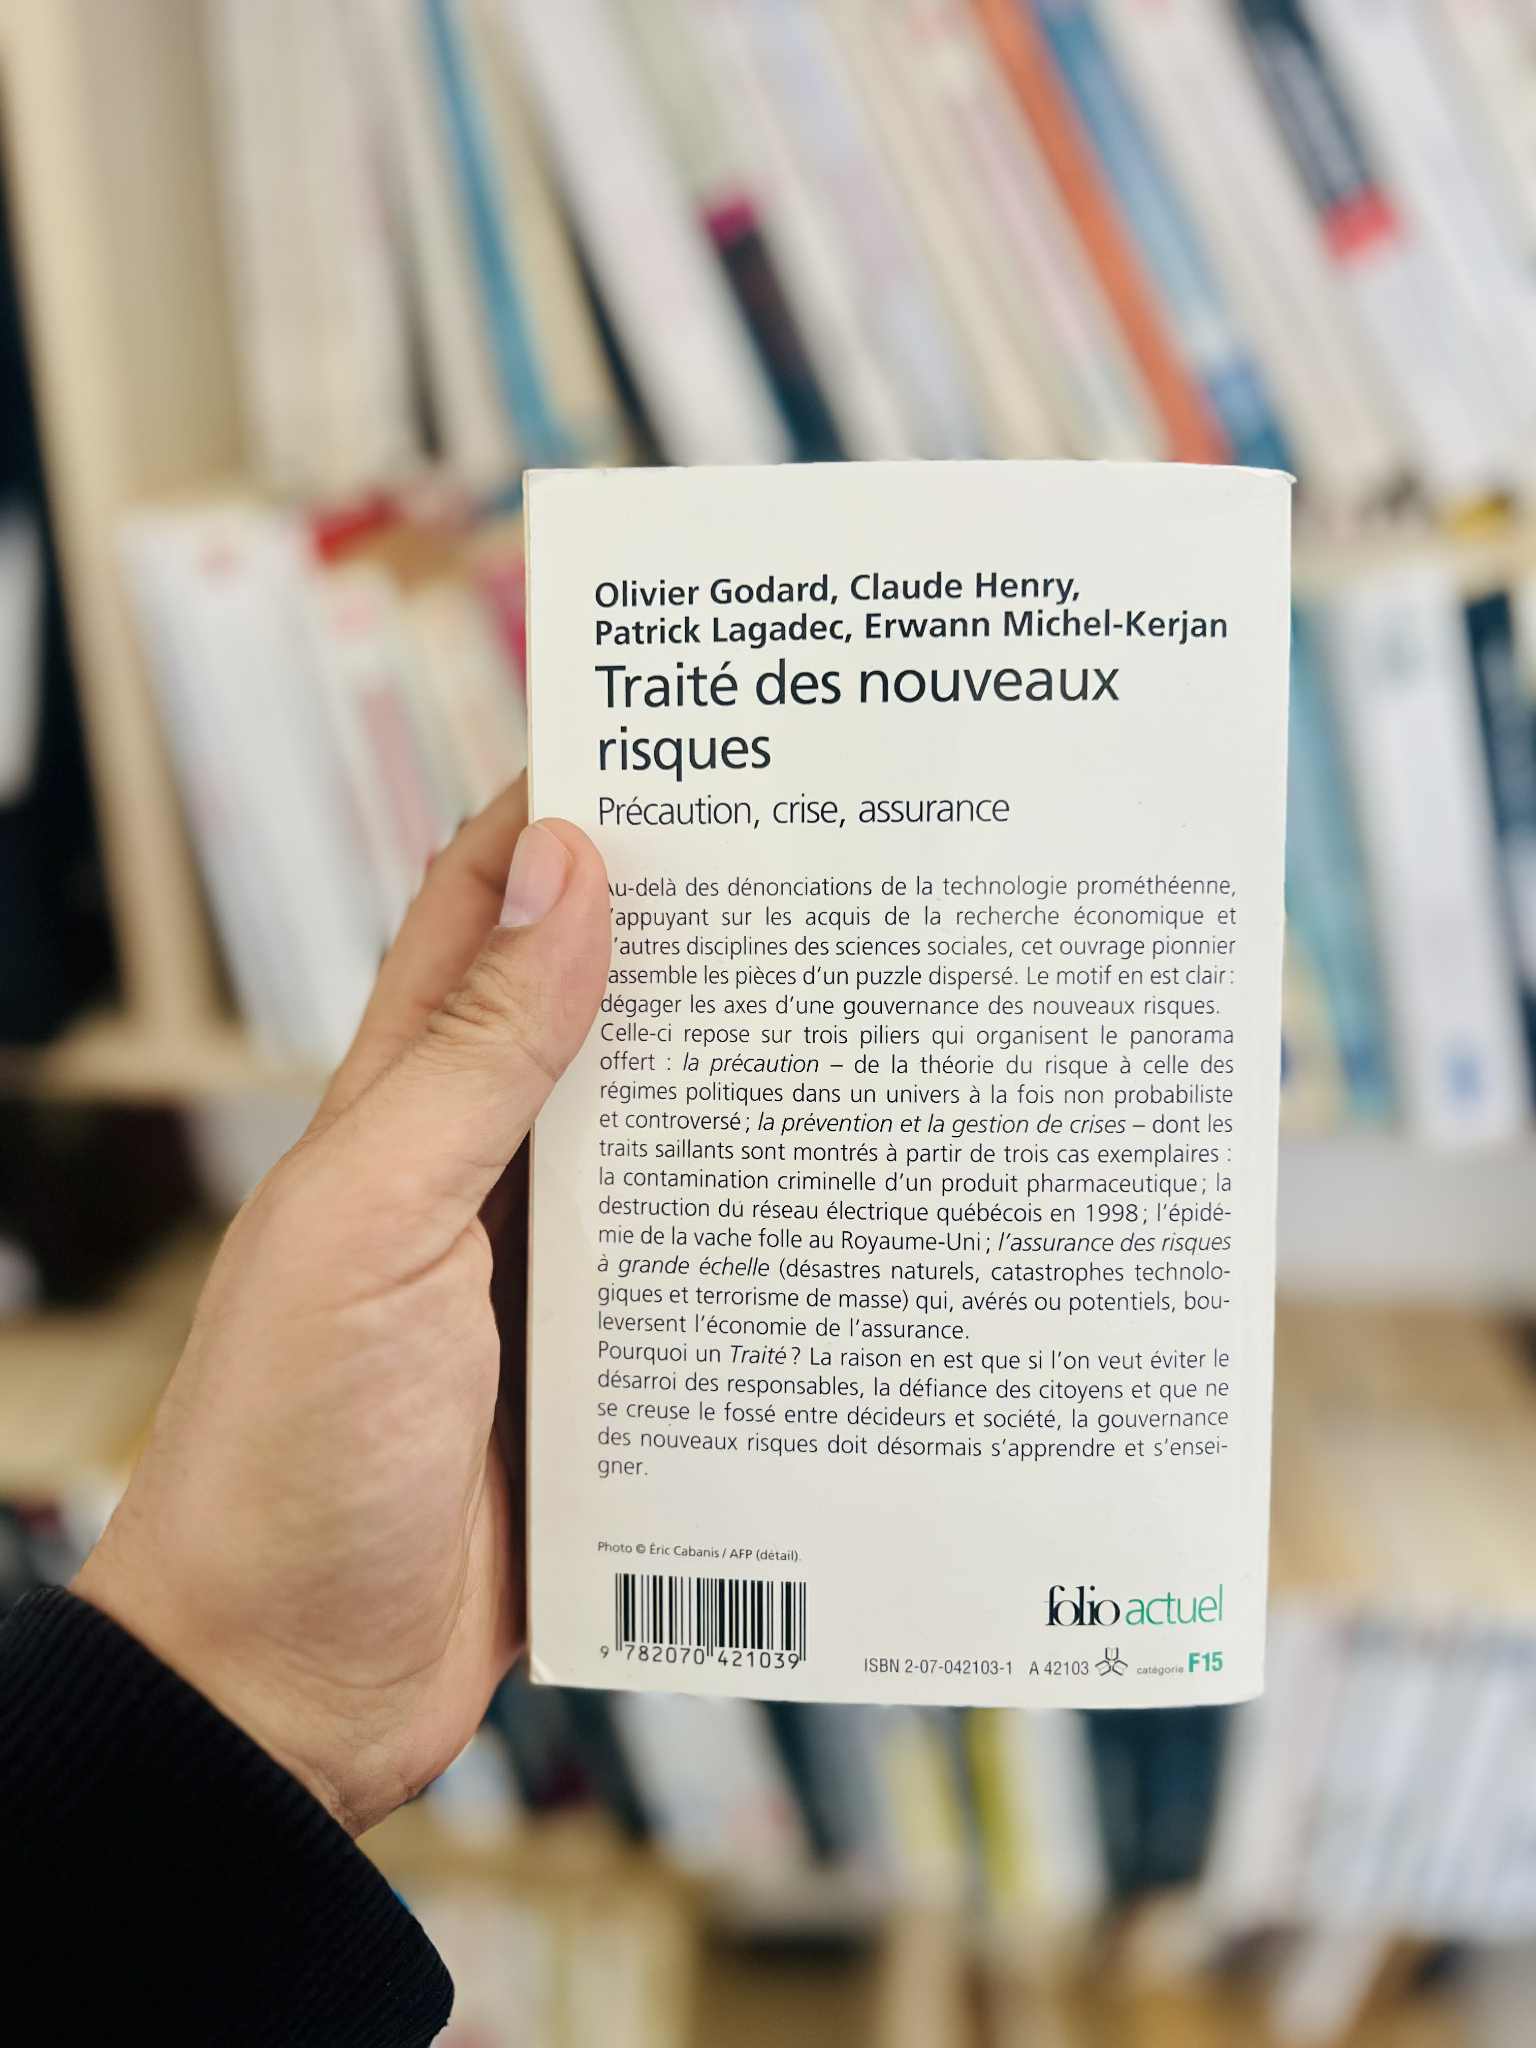 Olivier Godard, Claude Henry,
Patrick Lagadec, Erwann Michel-Kerjan
Traité des nouveaux
risques
Précaution, crise, assurance
Au-delà des dénonciations de la technologie prométhéenne,
s'appuyant sur les acquis de la recherche économique et
d'autres disciplines des sciences sociales, cet ouvrage pionnier
rassemble les pièces d'un puzzle dispersé. Le motif en est clair :
dégager les axes d'une gouvernance des nouveaux risques.
Celle-ci repose sur trois piliers qui organisent le panorama
offert : la précaution – de la théorie du risque à celle des
régimes politiques dans un univers à la fois non probabiliste
et controversé ; la prévention et la gestion de crises – dont les
traits saillants sont montrés à partir de trois cas exemplaires :
la contamination criminelle d'un produit pharmaceutique ; la
destruction du réseau électrique québécois en 1998 ; l'épidé-
mie de la vache folle au Royaume-Uni ; l'assurance des risques
à grande échelle (désastres naturels, catastrophes technolo-
giques et terrorisme de masse) qui, avérés ou potentiels, bou-
leversent l'économie de l'assurance.
Pourquoi un Traité ? La raison en est que si l'on veut éviter le
désarroi des responsables, la défiance des citoyens et que ne
se creuse le fossé entre décideurs et société, la gouvernance
des nouveaux risques doit désormais s'apprendre et s'ensei-
gner.
Photo © Éric Cabanis / AFP (détail).
folio actuel
9 782070 421039
ISBN 2-07-042103-1 A 42103 catégorie F15